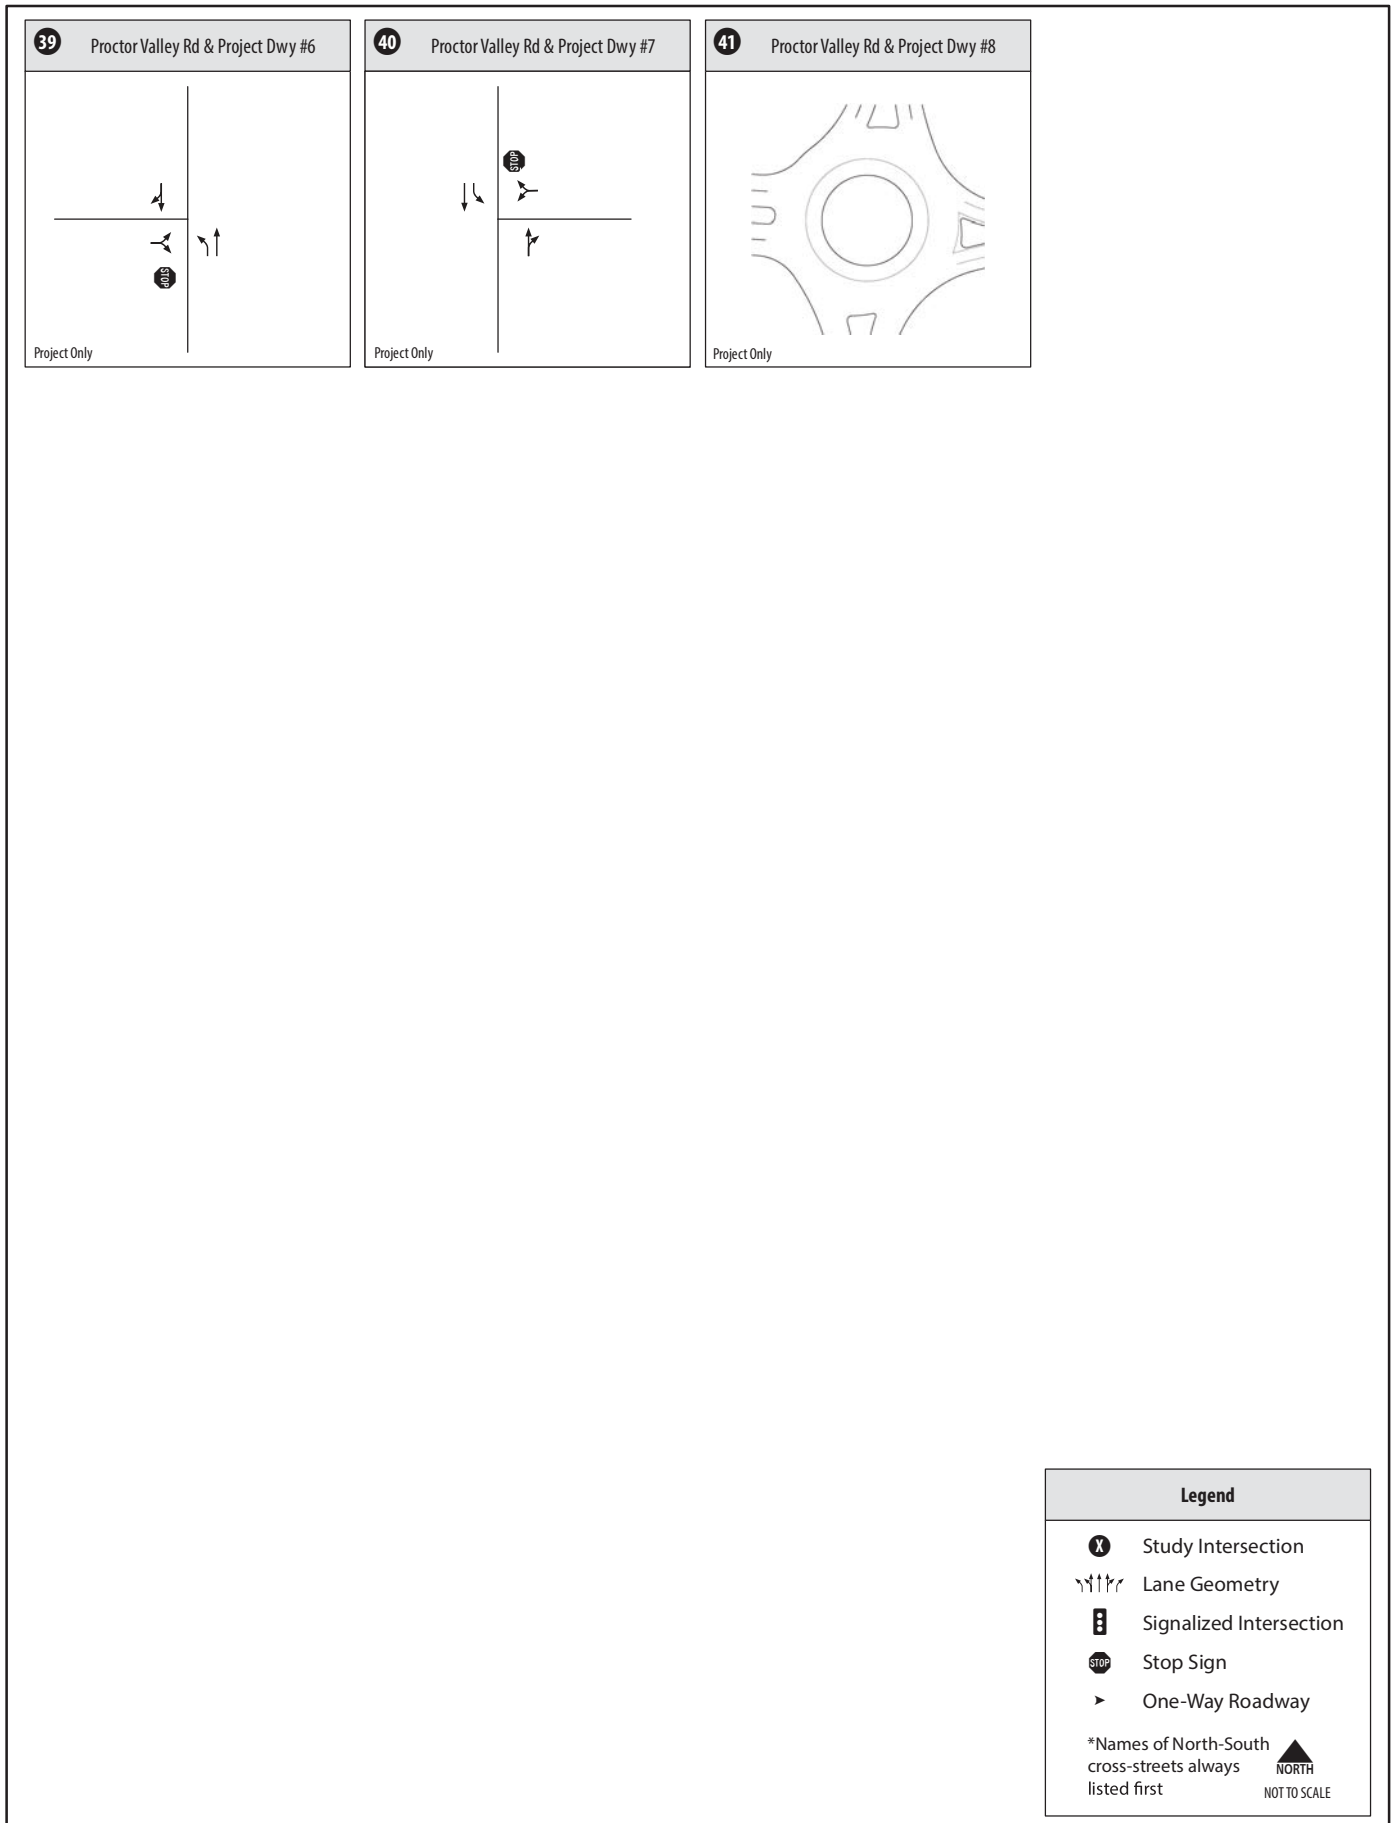 39 Proctor Valley Rd & Project Dwy #6
STOP
Project Only
40 Proctor Valley Rd & Project Dwy #7
STOP
Project Only
41 Proctor Valley Rd & Project Dwy #8
Project Only
Legend
X Study Intersection
Lane Geometry
Signalized Intersection
STOP Stop Sign
One-Way Roadway
*Names of North-South
cross-streets always
listed first
NORTH
NOT TO SCALE